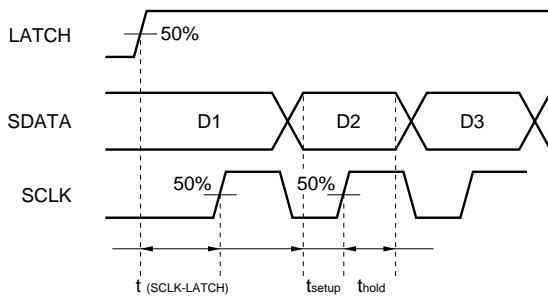 LATCH
50%
SDATA
D1
D2
D3
SCLK
50%
50%
t (SCLK-LATCH)
tsetup
thold